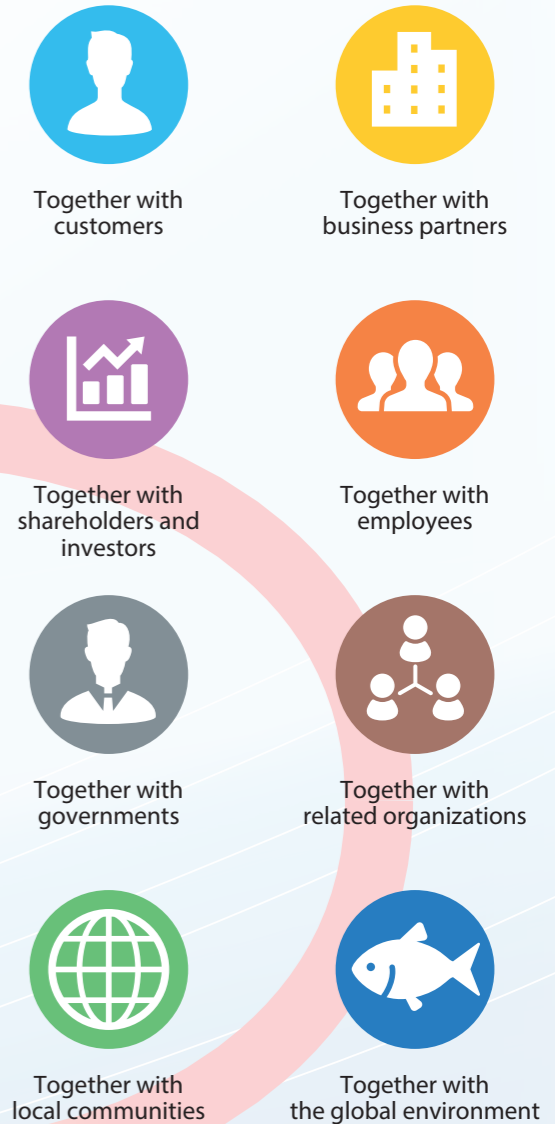 Together with
customers
Together with
business partners
Together with
shareholders and
investors
Together with
employees
Together with
governments
Together with
related organizations
Together with
local communities
Together with
the global environment